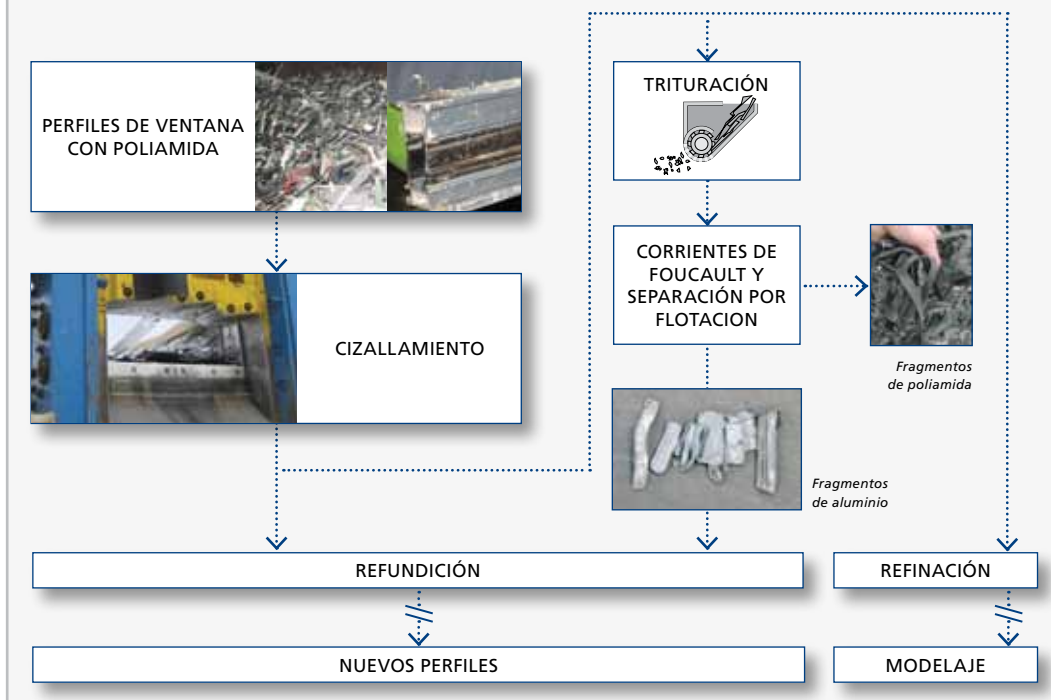 PERFILES DE VENTANA
CON POLIAMIDA
CIZALLAMIENTO
TRITURACIÓN
CORRIENTES DE
FOUCAULT Y
SEPARACIÓN POR
FLOTACION
Fragmentos
de poliamida
Fragmentos
de aluminio
REFUNDICIÓN
REFINACIÓN
NUEVOS PERFILES
MODELAJE